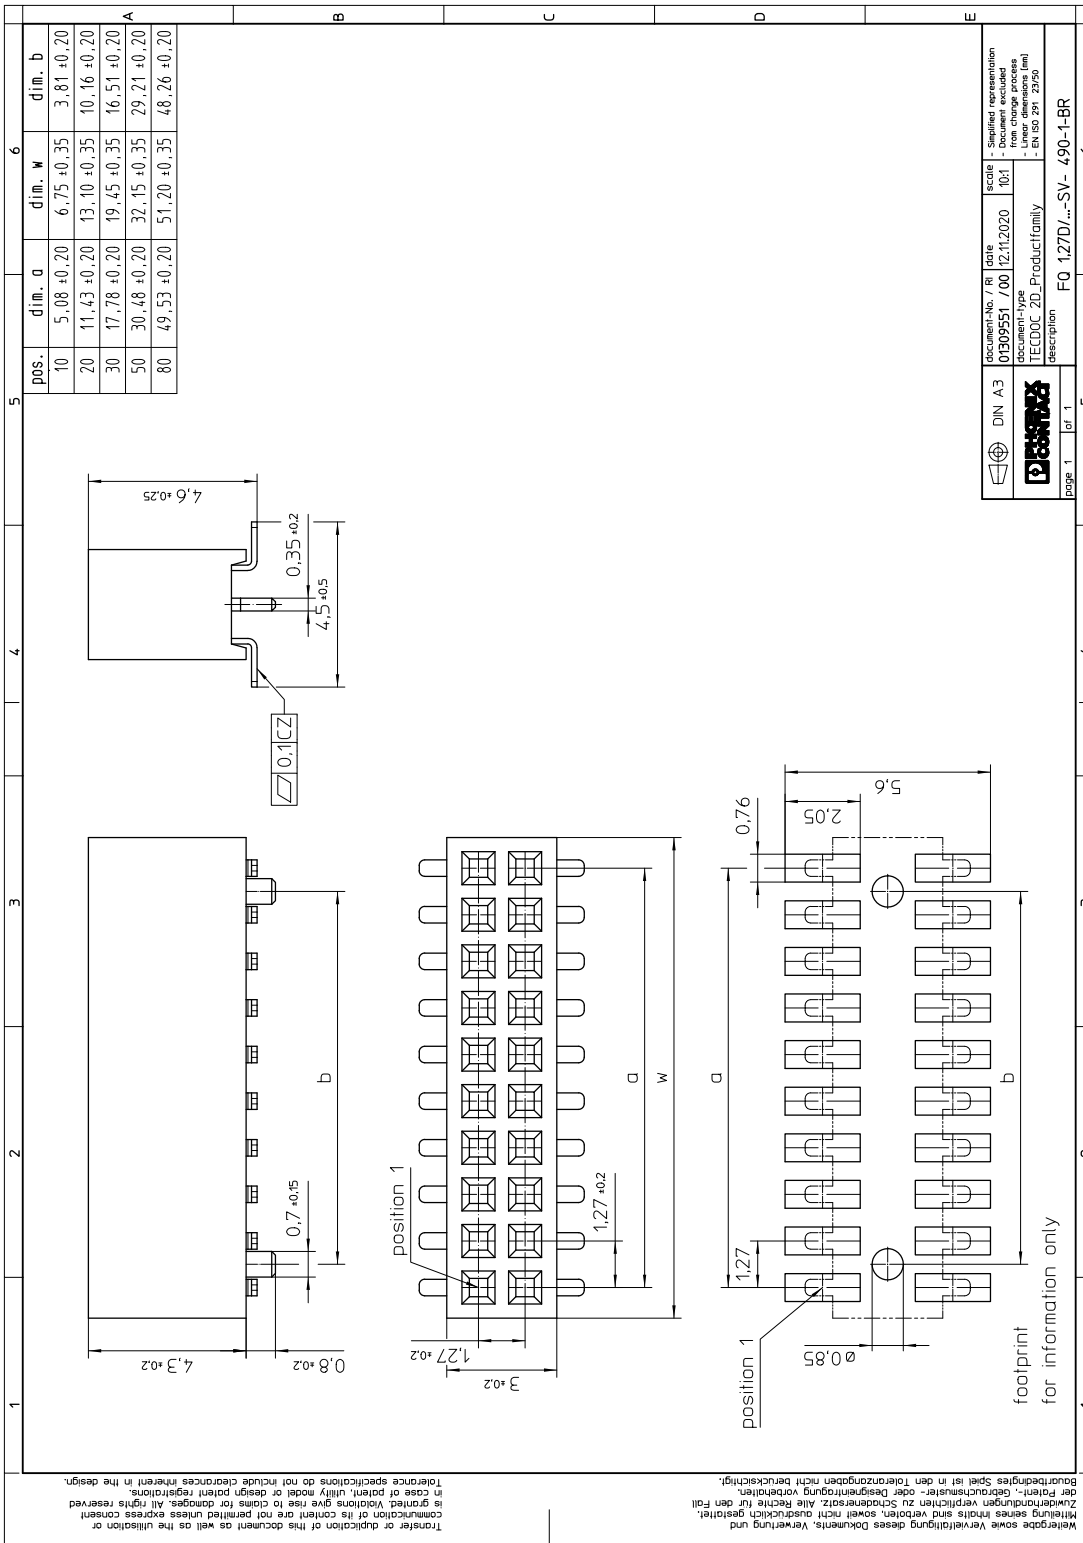 pos. dim. a dim. w dim. b
10 5,08 ±0,20 6,75 ±0,35 3,81 ±0,20
20 11,43 ±0,20 13,10 ±0,35 10,16 ±0,20
30 17,78 ±0,20 19,45 ±0,35 16,51 ±0,20
50 30,48 ±0,20 32,15 ±0,35 29,21 ±0,20
80 49,53 ±0,20 51,20 ±0,35 48,26 ±0,20
1 2 3 4 5 6
A
B
C
D
E
4,3 ±0,2
0,8 ±0,2
0,7 ±0,15
b
4,6 ±0,25
0,35 ±0,2
4,5 ±0,5
0,1 CZ
position 1
1,27 ±0,2
3 ±0,2
1,27 ±0,2
a
w
position 1
1,27
a
0,76
2,05
5,6
Ø 0,85
b
footprint
for information only
DIN A3
PHOENIX
CONTACT
page 1 of 1
document-No. / RI
01309551 / 00
date
12.11.2020
scale
10:1
- Simplified representation
- Document excluded
from change process
- Linear dimensions [mm]
- EN ISO 291 23/50
document-type
TECDOC 2D_Productfamily
description
FQ 1,27D/...-SV- 490-1-BR
Weitergabe sowie Vervielfältigung dieses Dokuments, Verwertung und
Mitteilung seines Inhalts sind verboten, soweit nicht ausdrücklich gestattet.
Zuwiderhandlungen verpflichten zu Schadenersatz. Alle Rechte für den Fall
der Patent-, Gebrauchsmuster- oder Designeintragung vorbehalten.
Bauartbedingtes Spiel ist in den Toleranzangaben nicht berücksichtigt.
Transfer or duplication of this document as well as the utilisation or
communication of its content are not permitted unless express consent
is granted. Violations give rise to claims for damages. All rights reserved
in case of patent, utility model or design patent registrations.
Tolerance specifications do not include clearances inherent in the design.